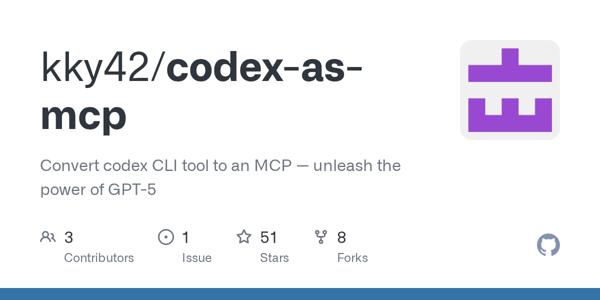 kky42/codex-as-
mcp
Convert codex CLI tool to an MCP — unleash the
power of GPT-5
3 1 51 8
Contributors Issue Stars Forks